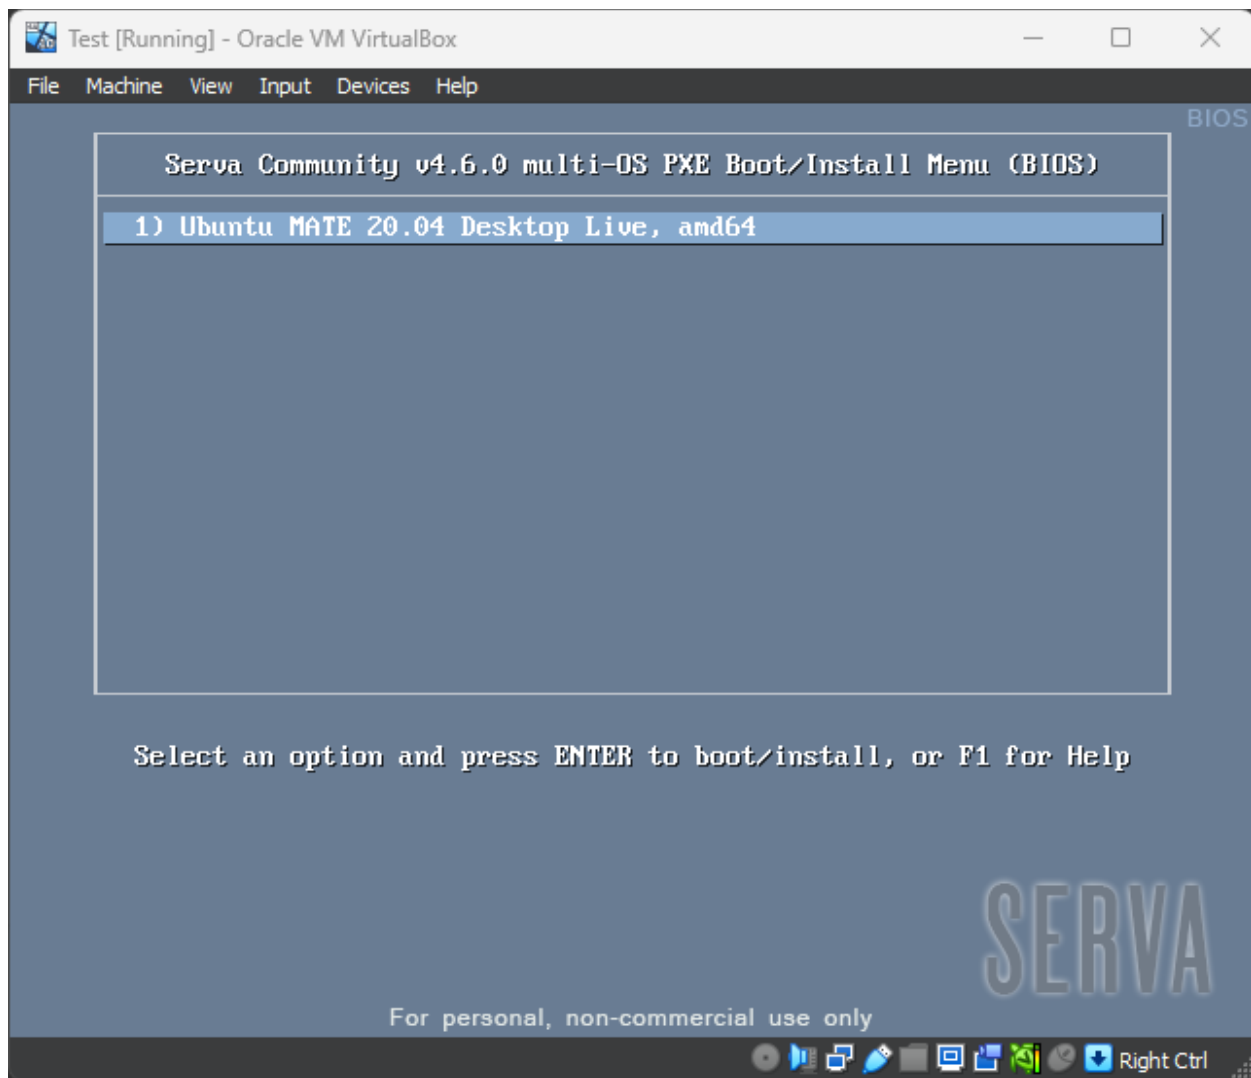 Test [Running] - Oracle VM VirtualBox
File Machine View Input Devices Help
BIOS
Serva Community v4.6.0 multi-OS PXE Boot/Install Menu (BIOS)
1) Ubuntu MATE 20.04 Desktop Live, amd64
Select an option and press ENTER to boot/install, or F1 for Help
SERVA
For personal, non-commercial use only
Right Ctrl